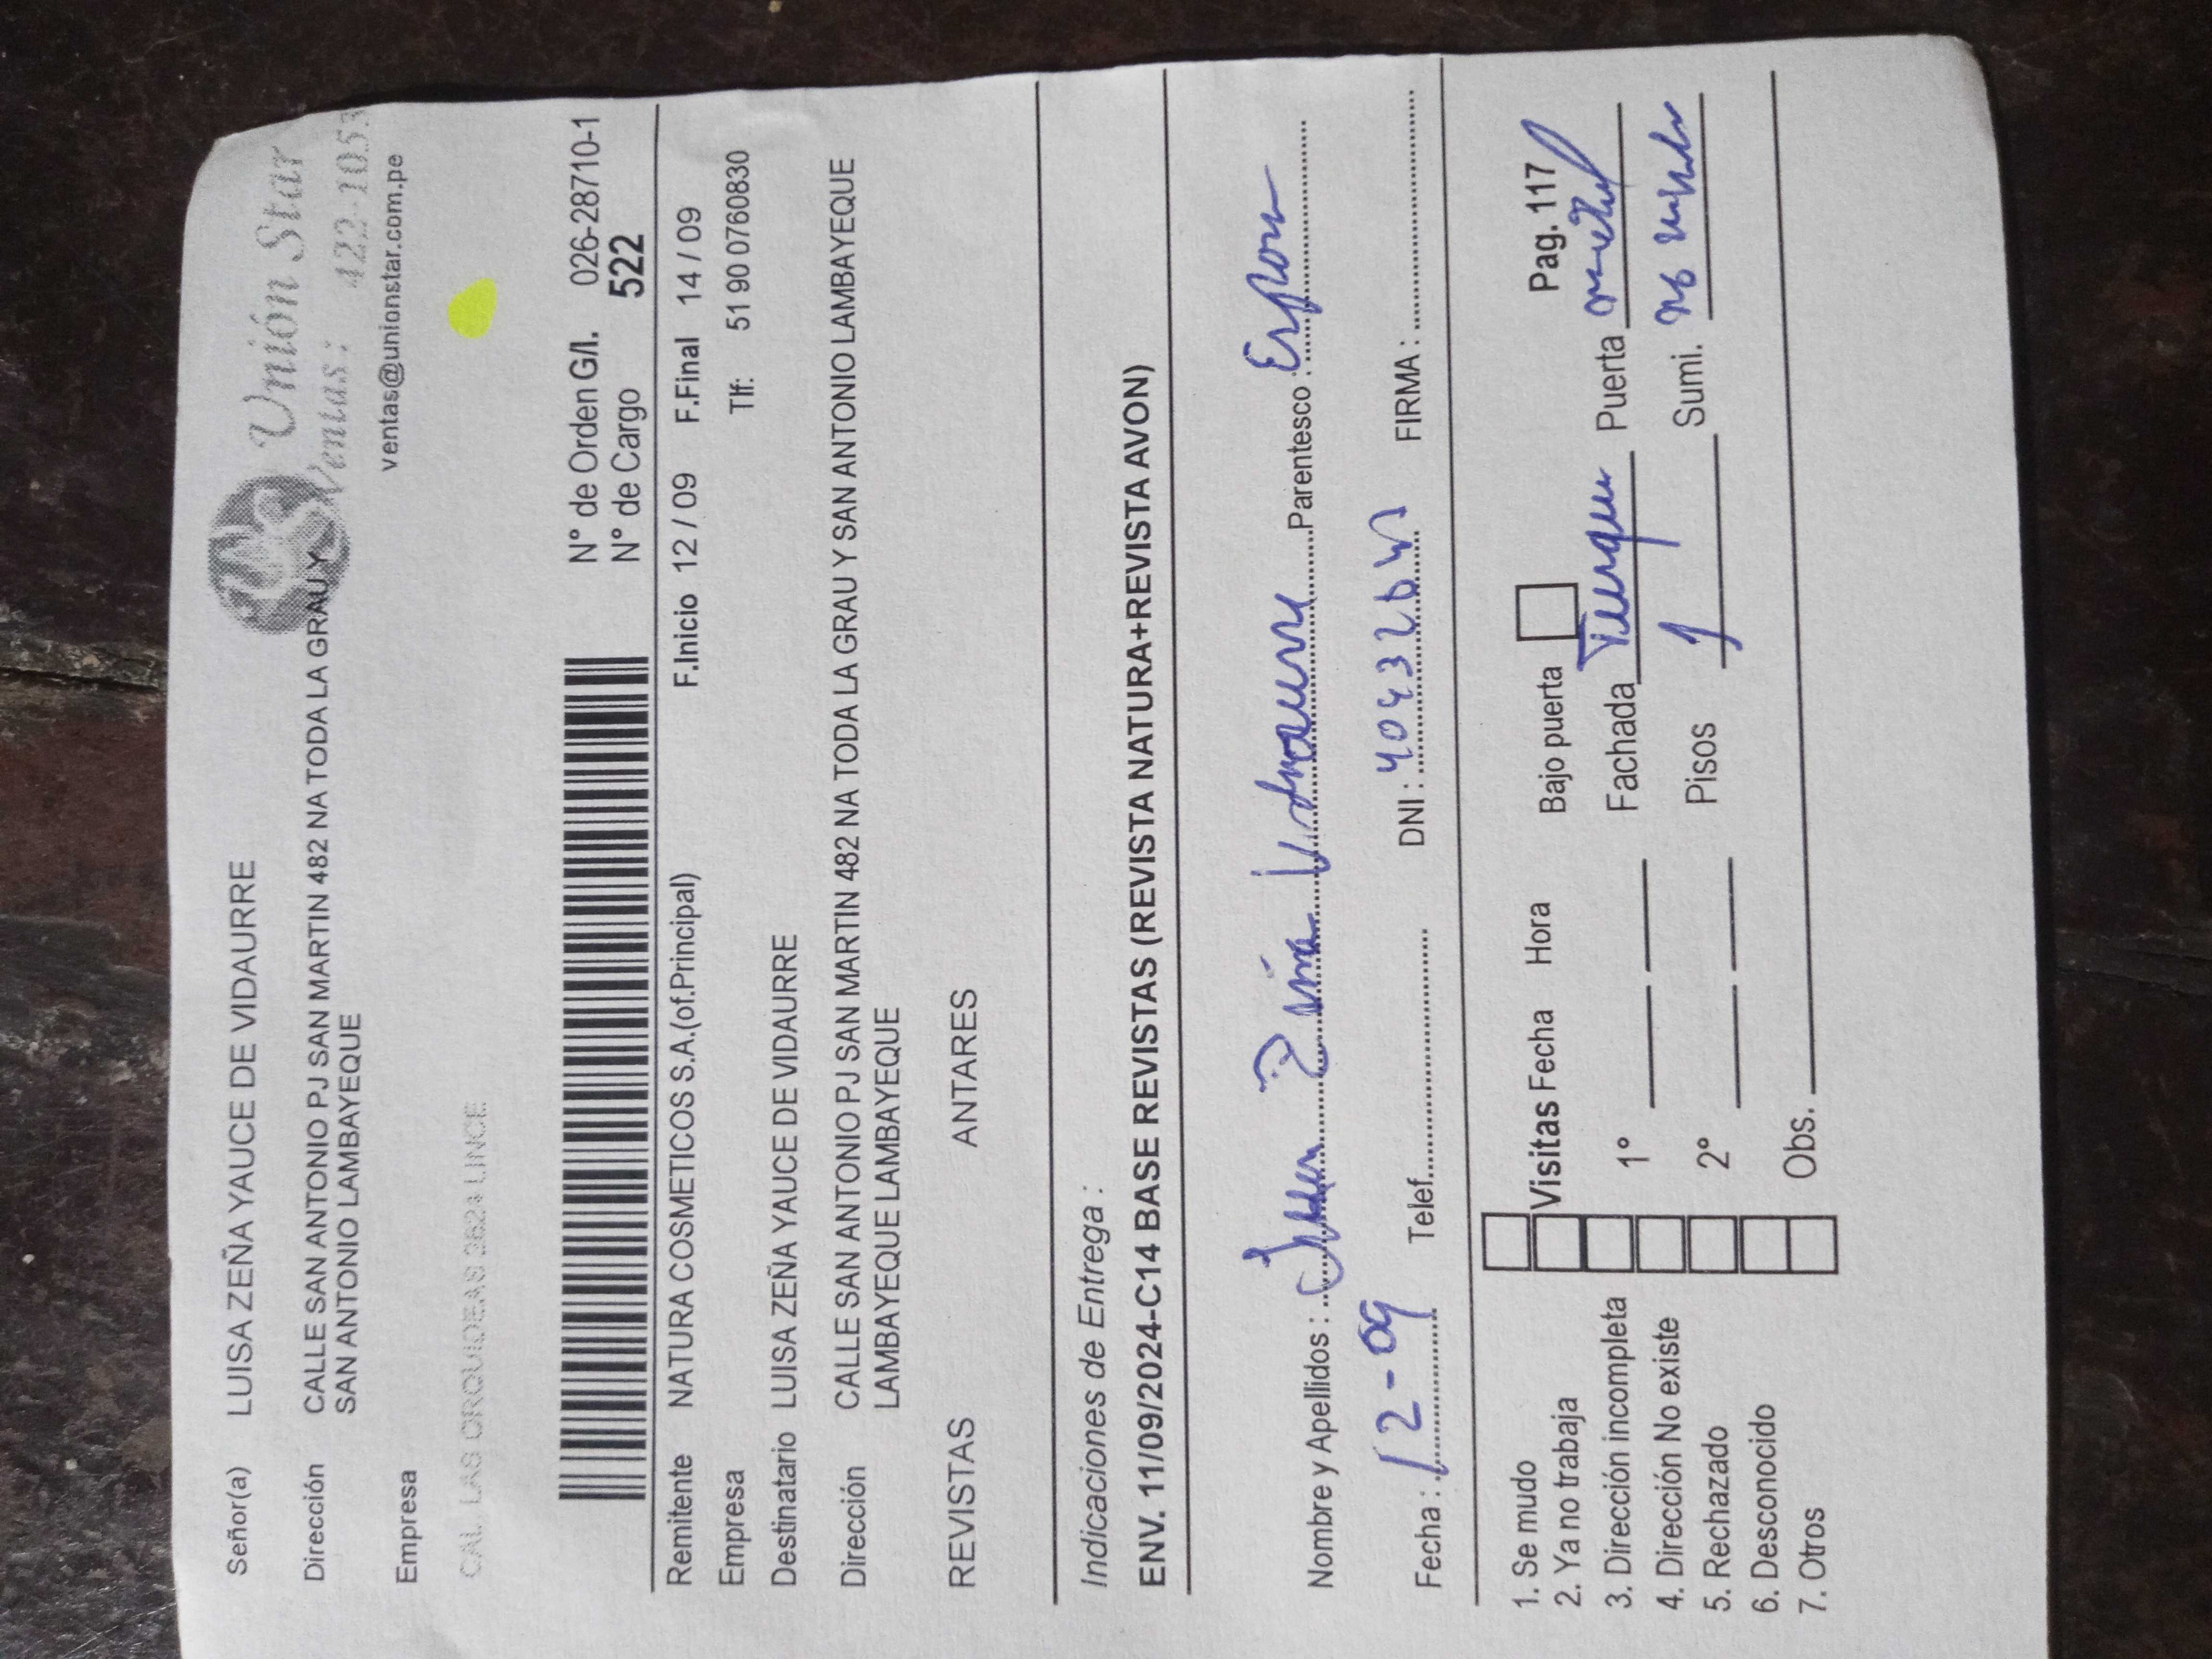 Unión Star
Ventas: 422-1053
ventas@unionstar.com.pe
Señor(a) LUISA ZEÑA YAUCE DE VIDAURRE
Dirección CALLE SAN ANTONIO PJ SAN MARTIN 482 NA TODA LA GRAU Y
SAN ANTONIO LAMBAYEQUE
Empresa
CAL. LAS ORQUIDEAS 2624 LINCE
N° de Orden G/I. 026-28710-1
N° de Cargo 522
Remitente NATURA COSMETICOS S.A.(of.Principal) F.Inicio 12 / 09 F.Final 14 / 09
Empresa Tlf: 51 90 0760830
Destinatario LUISA ZEÑA YAUCE DE VIDAURRE
Dirección CALLE SAN ANTONIO PJ SAN MARTIN 482 NA TODA LA GRAU Y SAN ANTONIO LAMBAYEQUE
LAMBAYEQUE LAMBAYEQUE
REVISTAS ANTARES
Indicaciones de Entrega :
ENV. 11/09/2024-C14 BASE REVISTAS (REVISTA NATURA+REVISTA AVON)
Nombre y Apellidos : Parentesco :
Fecha : 12-09 Telef. DNI : FIRMA :
1. Se mudo
2. Ya no trabaja
3. Dirección incompleta
4. Dirección No existe
5. Rechazado
6. Desconocido
7. Otros
Visitas Fecha Hora Bajo puerta Pag. 117
1° Fachada Puerta
2° Pisos 1 Sumi.
Obs.